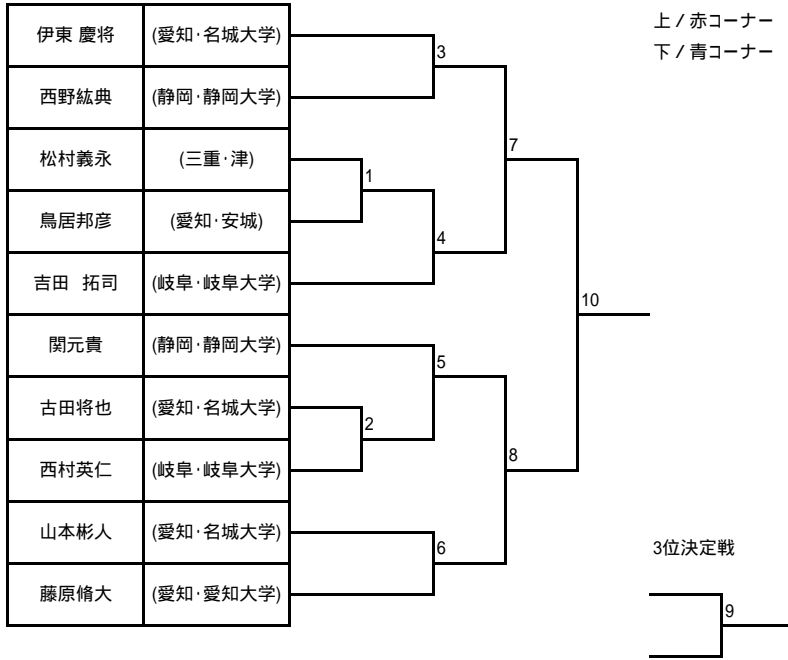 上 / 赤コーナー
下 / 青コーナー
伊東 慶将 (愛知･名城大学)
西野紘典 (静岡･静岡大学)
松村義永 (三重･津)
鳥居邦彦 (愛知･安城)
吉田 拓司 (岐阜･岐阜大学)
関元貴 (静岡･静岡大学)
古田将也 (愛知･名城大学)
西村英仁 (岐阜･岐阜大学)
山本彬人 (愛知･名城大学)
藤原脩大 (愛知･愛知大学)
3
1
7
4
10
5
2
8
6
3位決定戦
9